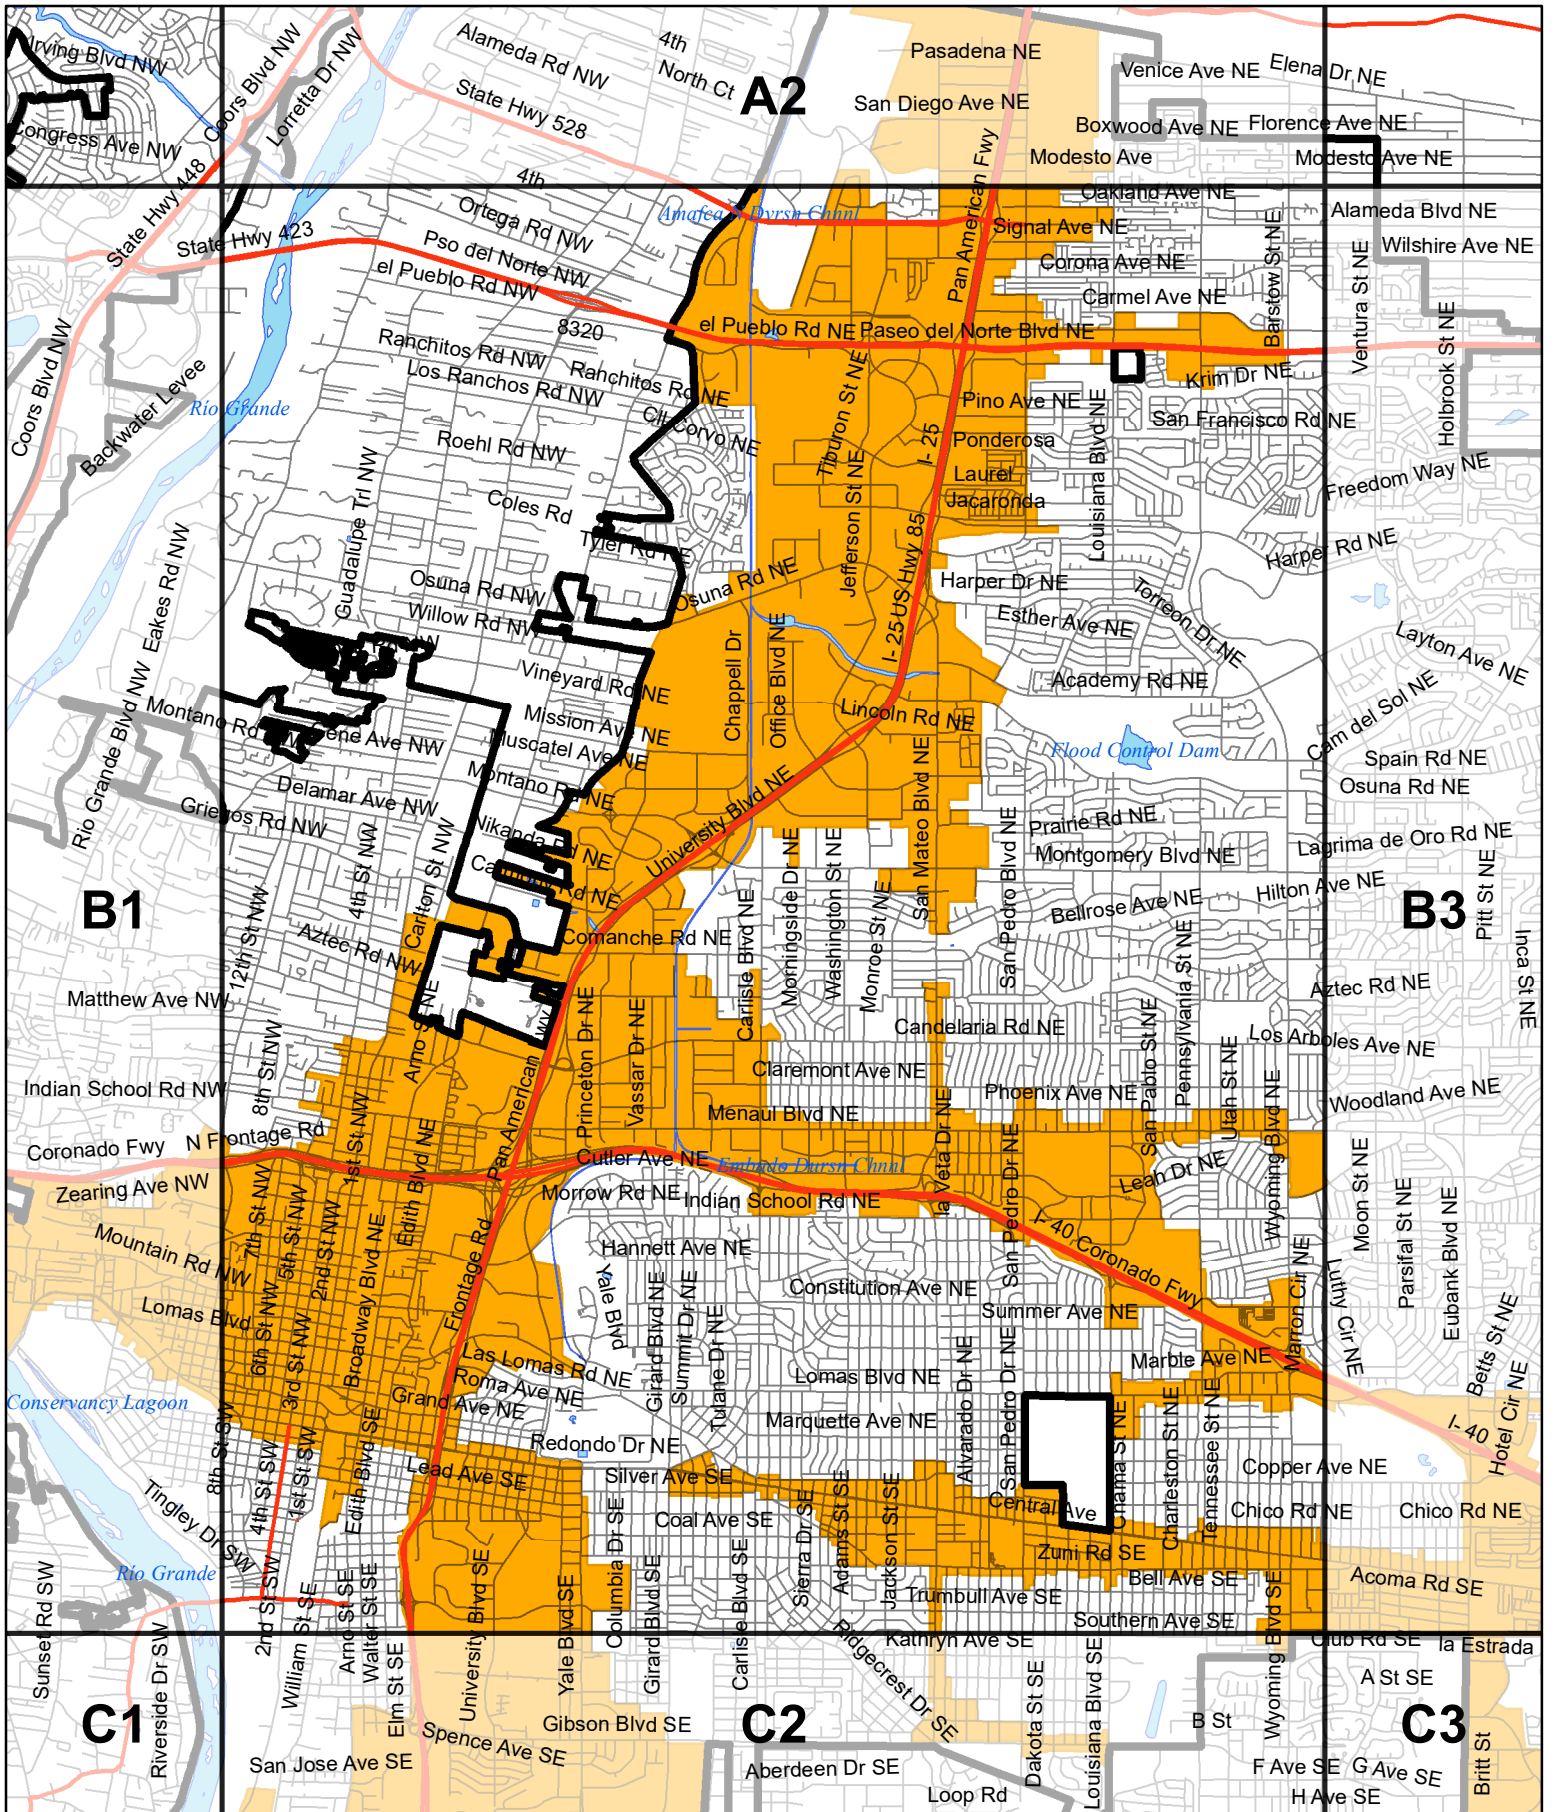 Irving Blvd NW
Congress Ave NW
Coors Blvd NW
Lorretta Dr NW
State Hwy 448
Alameda Rd NW
4th
North Ct
State Hwy 528
A2
Pasadena NE
San Diego Ave NE
Pan American Fwy
Venice Ave NE
Elena Dr NE
Boxwood Ave NE
Florence Ave NE
Modesto Ave
Modesto Ave NE
4th
Ortega Rd NW
Amafca N Dvrsn Chnnl
Oakland Ave NE
Signal Ave NE
Alameda Blvd NE
Wilshire Ave NE
State Hwy 423
Pso del Norte NW
el Pueblo Rd NW
8320
Corona Ave NE
Carmel Ave NE
Barstow St NE
Ventura St NE
Holbrook St NE
el Pueblo Rd NE
Paseo del Norte Blvd NE
Coors Blvd NW
Backwater Levee
Rio Grande
Ranchitos Rd NW
Los Ranchos Rd NW
Ranchitos Rd NE
Cll Corvo NE
Tiburon St NE
Krim Dr NE
Pino Ave NE
San Francisco Rd NE
Roehl Rd NW
Ponderosa
I- 25
Laurel
Jacaronda
Louisiana Blvd NE
Freedom Way NE
Guadalupe Trl NW
Coles Rd
Tyler Rd NE
Jefferson St NE
Harper Rd NE
Eakes Rd NW
Osuna Rd NW
Willow Rd NW
Osuna Rd NE
I- 25 US Hwy 85
Harper Dr NE
Esther Ave NE
Torreon Dr NE
Layton Ave NE
Vineyard Rd NE
Chappell Dr
Office Blvd NE
Academy Rd NE
Montano Rd NW
ene Ave NW
Mission Ave NE
Muscatel Ave NE
Montano Rd NE
Lincoln Rd NE
Flood Control Dam
Cam del Sol NE
Spain Rd NE
Osuna Rd NE
Rio Grande Blvd NW
Delamar Ave NW
Griegos Rd NW
4th St NW
Carlton St NW
Nikanda Rd NE
University Blvd NE
San Mateo Blvd NE
San Pedro Blvd NE
Prairie Rd NE
Montgomery Blvd NE
Lagrima de Oro Rd NE
B1
12th St NW
Aztec Rd NW
Comanche Rd NE
Carlisle Blvd NE
Morningside Dr NE
Washington St NE
Monroe St NE
Bellrose Ave NE
Hilton Ave NE
B3
Pitt St NE
Inca St NE
Matthew Ave NW
Arno St NE
Princeton Dr NE
Vassar Dr NE
Candelaria Rd NE
San Pablo St NE
Pennsylvania St NE
Aztec Rd NE
Los Arboles Ave NE
Indian School Rd NW
8th St NW
Claremont Ave NE
Phoenix Ave NE
Utah St NE
Wyoming Blvd NE
Woodland Ave NE
Menaul Blvd NE
Coronado Fwy
N Frontage Rd
1st St NW
Edith Blvd NE
Pan American
Cutler Ave NE
Embudo Dursn Chnnl
la Veta Dr NE
San Pedro Dr NE
Leah Dr NE
Moon St NE
Zearing Ave NW
Morrow Rd NE
Indian School Rd NE
Mountain Rd NW
7th St NW
5th St NW
2nd St NW
Broadway Blvd NE
Frontage Rd
Hannett Ave NE
I- 40 Coronado Fwy
Parsifal St NE
Eubank Blvd NE
Lomas Blvd
6th St NW
3rd St NW
Yale Blvd
Girard Blvd NE
Summit Dr NE
Tulane Dr NE
Constitution Ave NE
Summer Ave NE
Marron Cir NE
Luthy Cir NE
Betts St NE
Las Lomas Rd NE
Roma Ave NE
Grand Ave NE
Lomas Blvd NE
Marble Ave NE
Conservancy Lagoon
Marquette Ave NE
Alvarado Dr NE
San Pedro Dr NE
Chama St NE
Charleston St NE
Tennessee St NE
I- 40
Hotel Cir NE
8th St SW
4th St SW
1st St SW
Edith Blvd SE
Lead Ave SE
Redondo Dr NE
Silver Ave SE
Copper Ave NE
Tingley Dr SW
Coal Ave SE
Central Ave
Chico Rd NE
Chico Rd NE
Columbia Dr SE
Sierra Dr SE
Adams St SE
Jackson St SE
Zuni Rd SE
Rio Grande
Sunset Rd SW
2nd St SW
William St SE
Arno St SE
Walter St SE
University Blvd SE
Yale Blvd SE
Girard Blvd SE
Carlisle Blvd SE
Trumbull Ave SE
Bell Ave SE
Southern Ave SE
Acoma Rd SE
Wyoming Blvd SE
Kathryn Ave SE
Club Rd SE
la Estrada
C1
Riverside Dr SW
Elm St SE
Ridgecrest Dr SE
A St SE
San Jose Ave SE
Spence Ave SE
Gibson Blvd SE
C2
B St
C3
Aberdeen Dr SE
Loop Rd
Dakota St SE
Louisiana Blvd SE
F Ave SE
G Ave SE
H Ave SE
Britt St